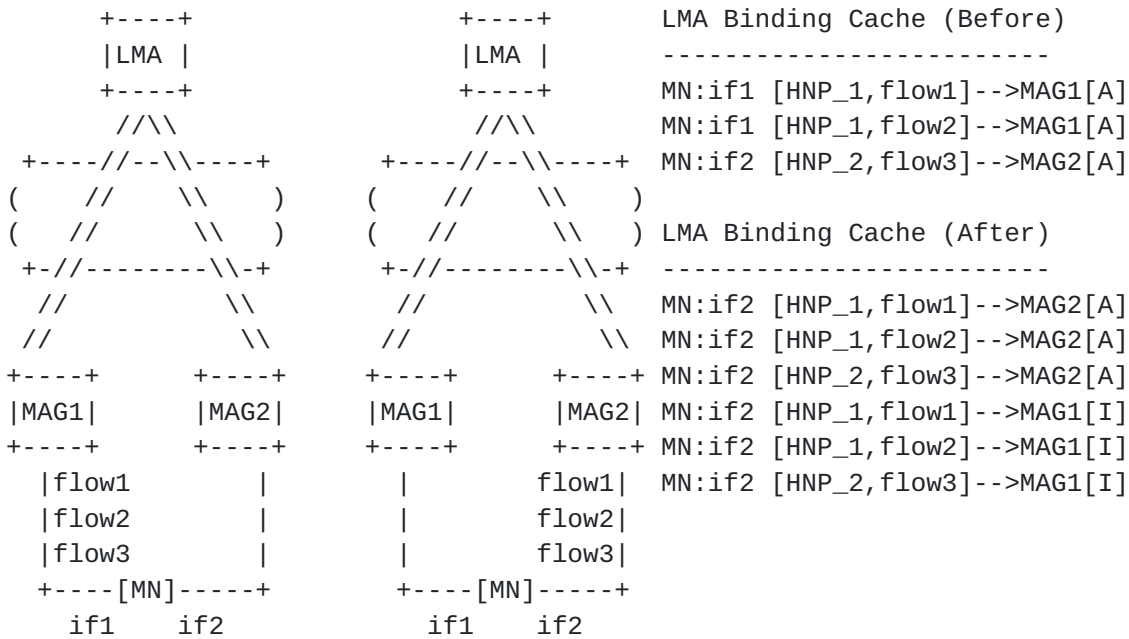 +----+                 +----+       LMA Binding Cache (Before)
      |LMA |                 |LMA |       -------------------------
      +----+                 +----+       MN:if1 [HNP_1,flow1]-->MAG1[A]
       //\\                   //\\        MN:if1 [HNP_1,flow2]-->MAG1[A]
 +----//--\\----+       +----//--\\----+  MN:if2 [HNP_2,flow3]-->MAG2[A]
(    //    \\    )     (    //    \\    )
(   //      \\   )     (   //      \\   ) LMA Binding Cache (After)
 +-//--------\\-+       +-//--------\\-+  -------------------------
  //          \\         //          \\   MN:if2 [HNP_1,flow1]-->MAG2[A]
 //            \\       //            \\  MN:if2 [HNP_1,flow2]-->MAG2[A]
+----+      +----+     +----+      +----+ MN:if2 [HNP_2,flow3]-->MAG2[A]
|MAG1|      |MAG2|     |MAG1|      |MAG2| MN:if2 [HNP_1,flow1]-->MAG1[I]
+----+      +----+     +----+      +----+ MN:if2 [HNP_1,flow2]-->MAG1[I]
  |flow1        |        |        flow1|  MN:if2 [HNP_2,flow3]-->MAG1[I]
  |flow2        |        |        flow2|
  |flow3        |        |        flow3|
  +----[MN]-----+        +----[MN]-----+
    if1    if2             if1    if2